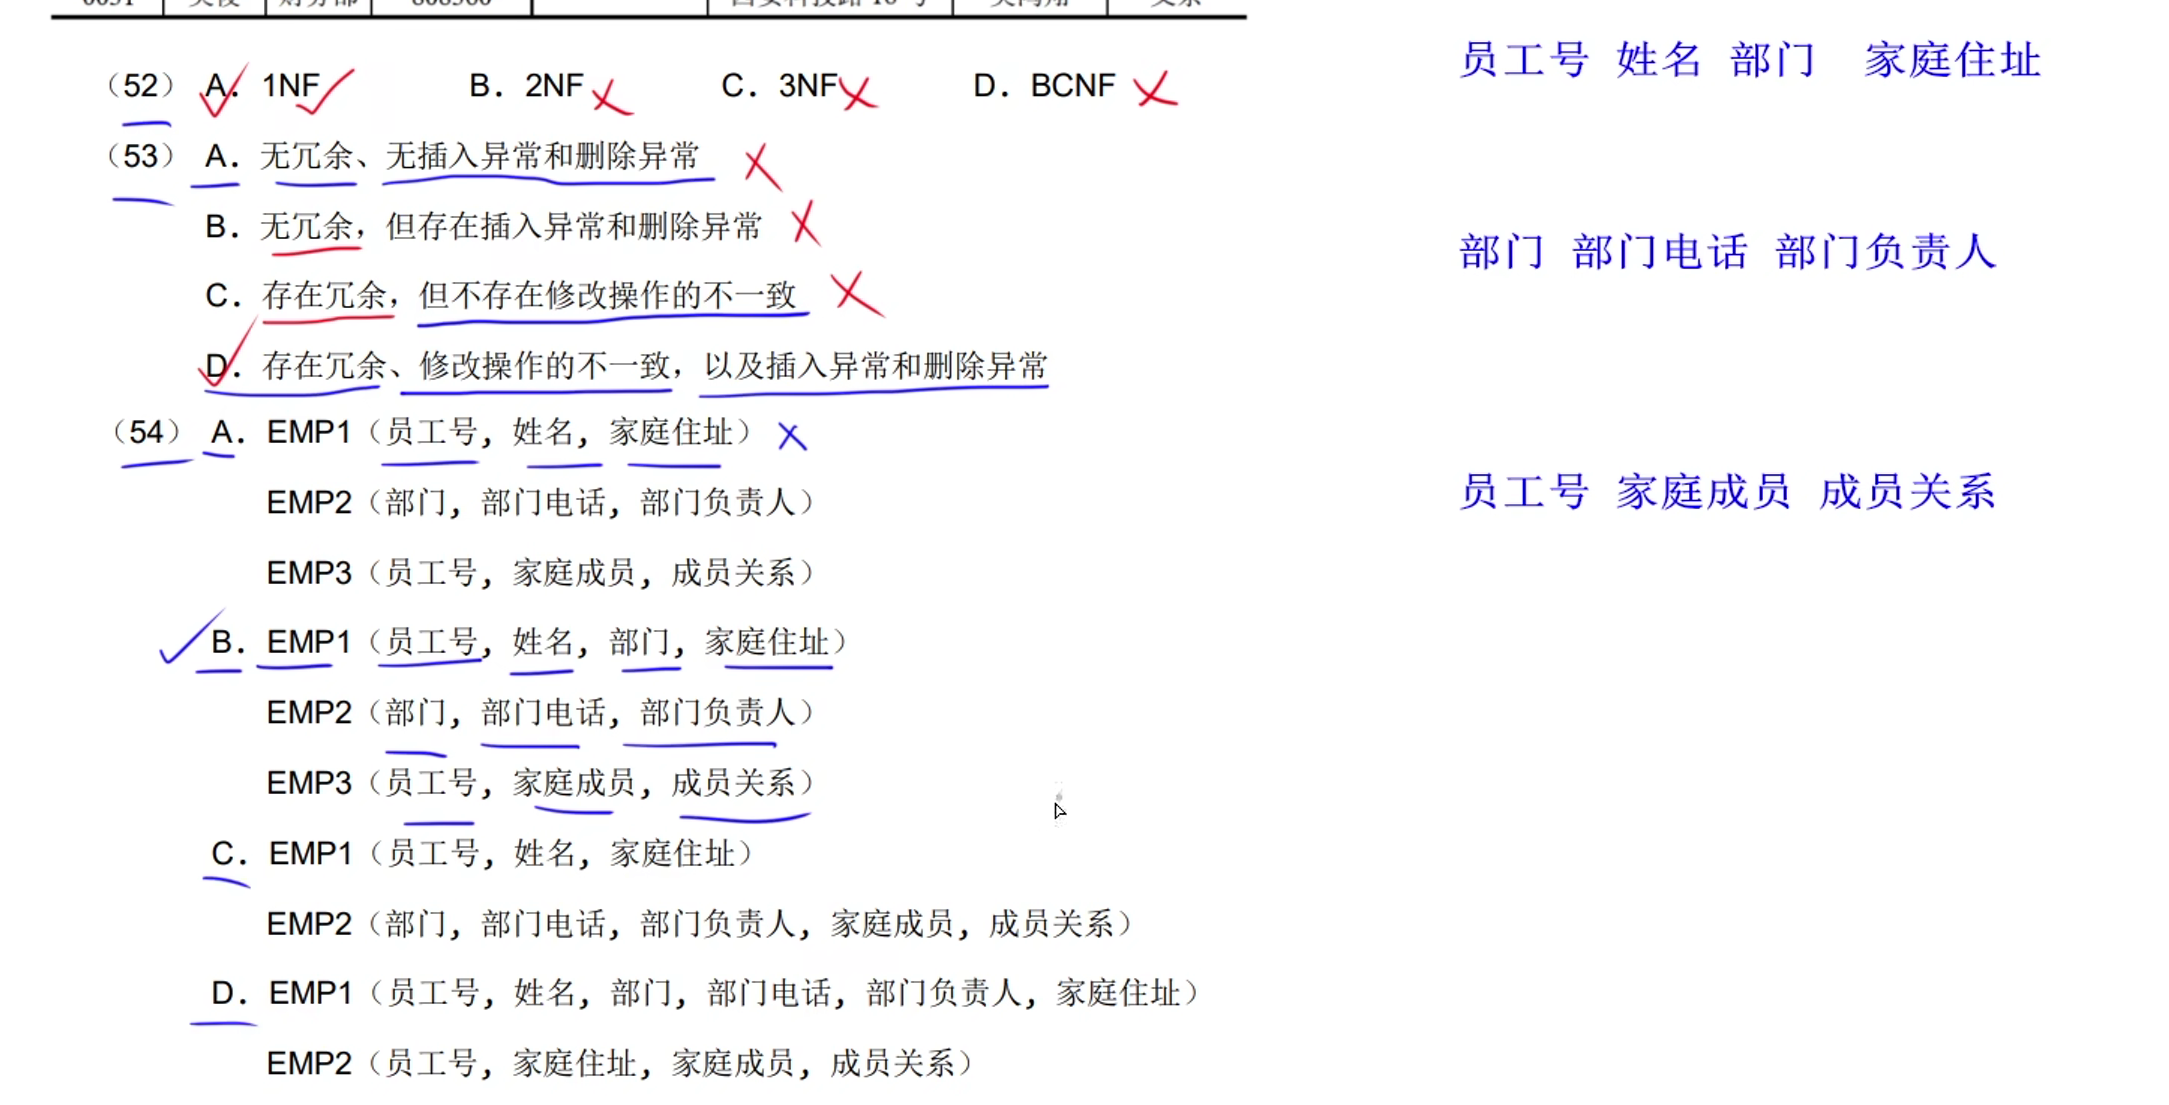 （52） A. 1NF B. 2NF C. 3NF D. BCNF
（53） A. 无冗余、无插入异常和删除异常
B. 无冗余，但存在插入异常和删除异常
C. 存在冗余，但不存在修改操作的不一致
D. 存在冗余、修改操作的不一致，以及插入异常和删除异常
（54） A. EMP1（员工号，姓名，家庭住址）
EMP2（部门，部门电话，部门负责人）
EMP3（员工号，家庭成员，成员关系）
B. EMP1（员工号，姓名，部门，家庭住址）
EMP2（部门，部门电话，部门负责人）
EMP3（员工号，家庭成员，成员关系）
C. EMP1（员工号，姓名，家庭住址）
EMP2（部门，部门电话，部门负责人，家庭成员，成员关系）
D. EMP1（员工号，姓名，部门，部门电话，部门负责人，家庭住址）
EMP2（员工号，家庭住址，家庭成员，成员关系）
员工号 姓名 部门 家庭住址
部门 部门电话 部门负责人
员工号 家庭成员 成员关系